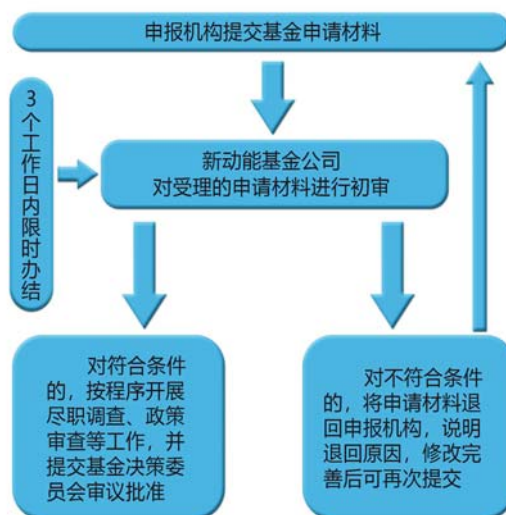 申报机构提交基金申请材料
3个工作日内限时办结
新动能基金公司
对受理的申请材料进行初审
对符合条件
的，按程序开展
尽职调查、政策
审查等工作，并
提交基金决策委
员会审议批准
对不符合条件
的，将申请材料退
回申报机构，说明
退回原因，修改完
善后可再次提交